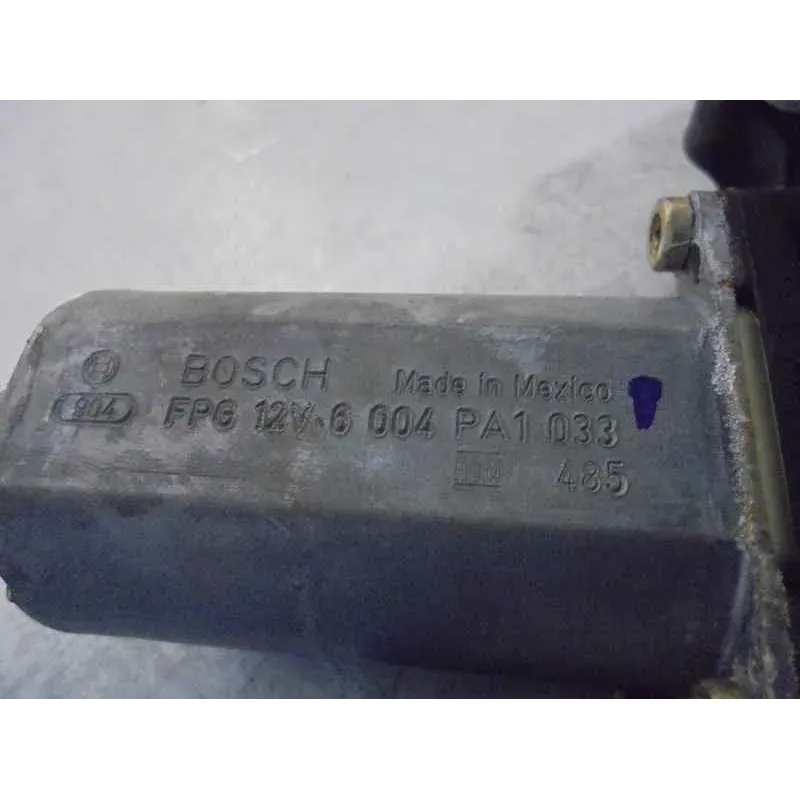 BOSCH Made in Mexico
904 FPG 12V 6 004 PA1 033
485